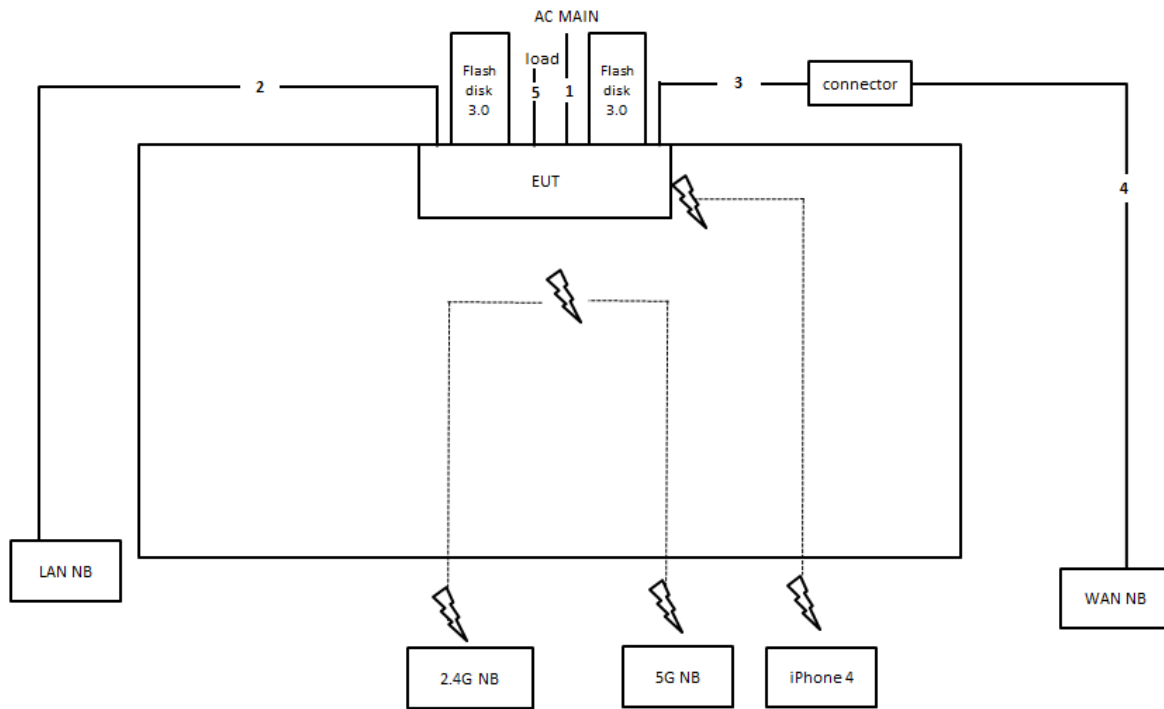 AC MAIN
load
Flash
disk
3.0
5
1
Flash
disk
3.0
2
3
connector
EUT
4
LAN NB
WAN NB
2.4G NB
5G NB
iPhone 4